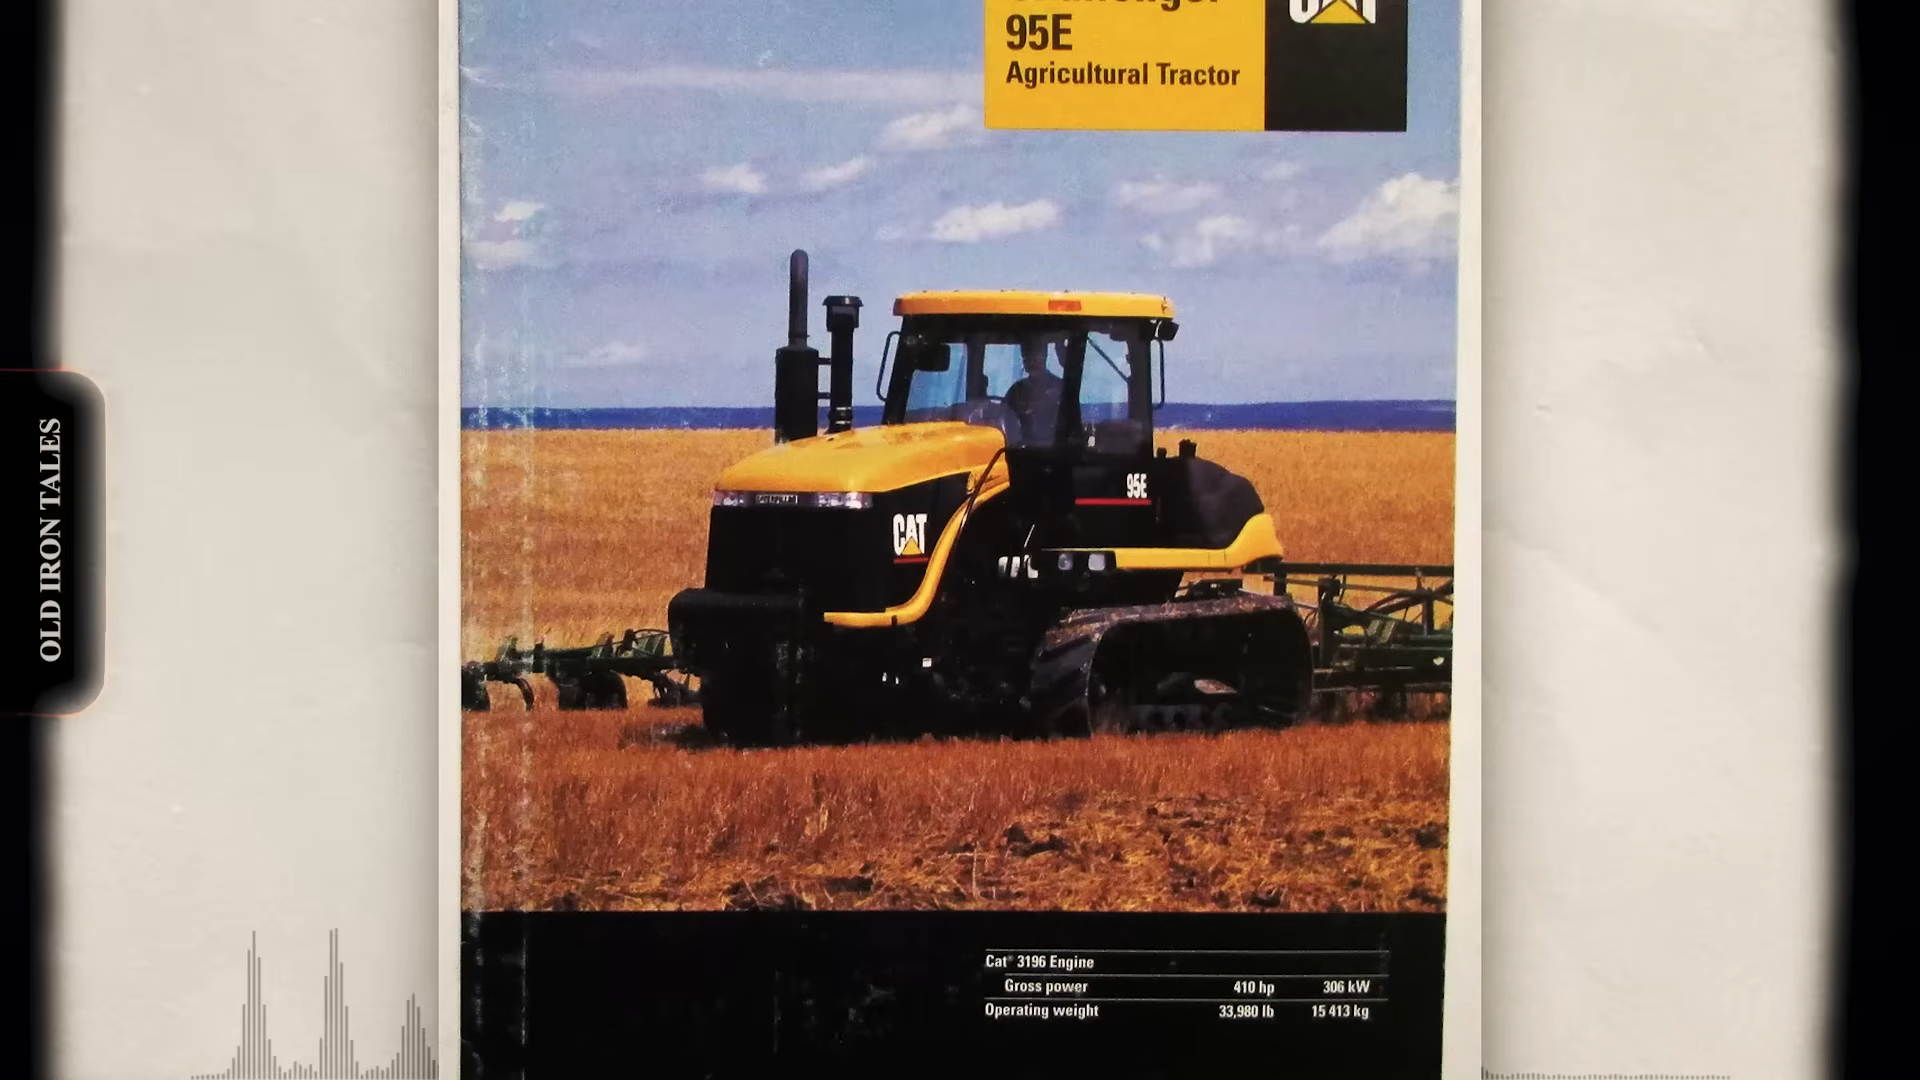 95E
Agricultural Tractor
CAT
OLD IRON TALES
95E
CAT
Cat® 3196 Engine
Gross power 410 hp 306 kW
Operating weight 33,980 lb 15 413 kg